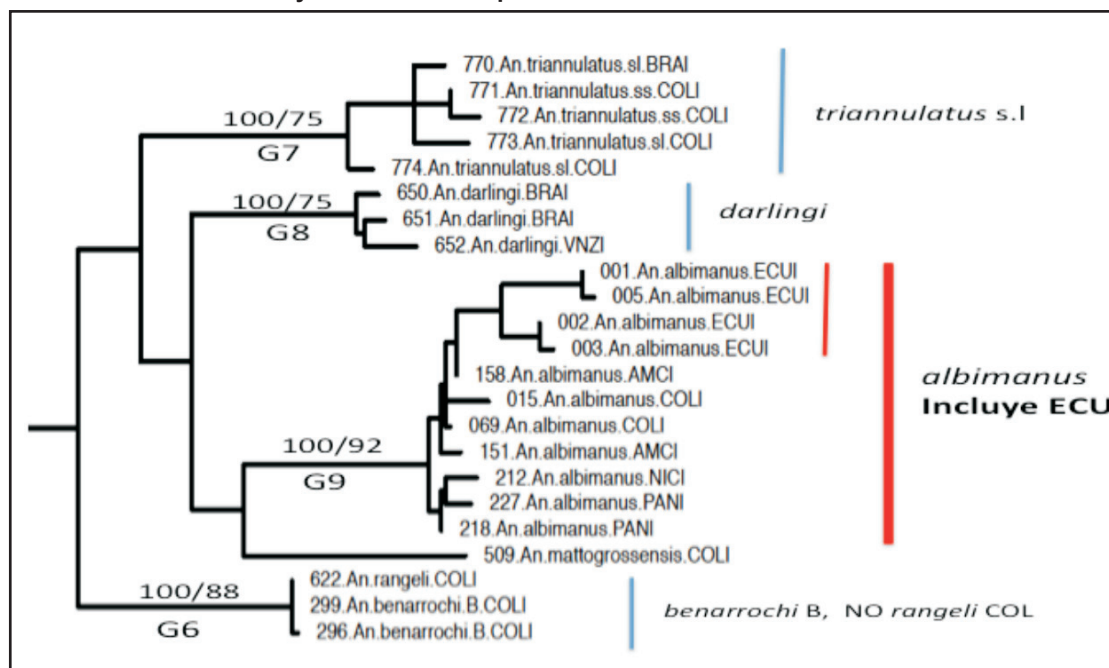 770.An.triannulatus.sl.BRAI
771.An.triannulatus.ss.COLI
772.An.triannulatus.ss.COLI
773.An.triannulatus.sl.COLI
774.An.triannulatus.sl.COLI
100/75
G7
triannulatus s.l
650.An.darlingi.BRAI
651.An.darlingi.BRAI
652.An.darlingi.VNZI
100/75
G8
darlingi
001.An.albimanus.ECUI
005.An.albimanus.ECUI
002.An.albimanus.ECUI
003.An.albimanus.ECUI
158.An.albimanus.AMCI
015.An.albimanus.COLI
069.An.albimanus.COLI
151.An.albimanus.AMCI
212.An.albimanus.NICI
227.An.albimanus.PANI
218.An.albimanus.PANI
100/92
G9
albimanus
Incluye ECU
509.An.mattogrossensis.COLI
622.An.rangeli.COLI
299.An.benarrochi.B.COLI
296.An.benarrochi.B.COLI
100/88
G6
benarrochi B, NO rangeli COL